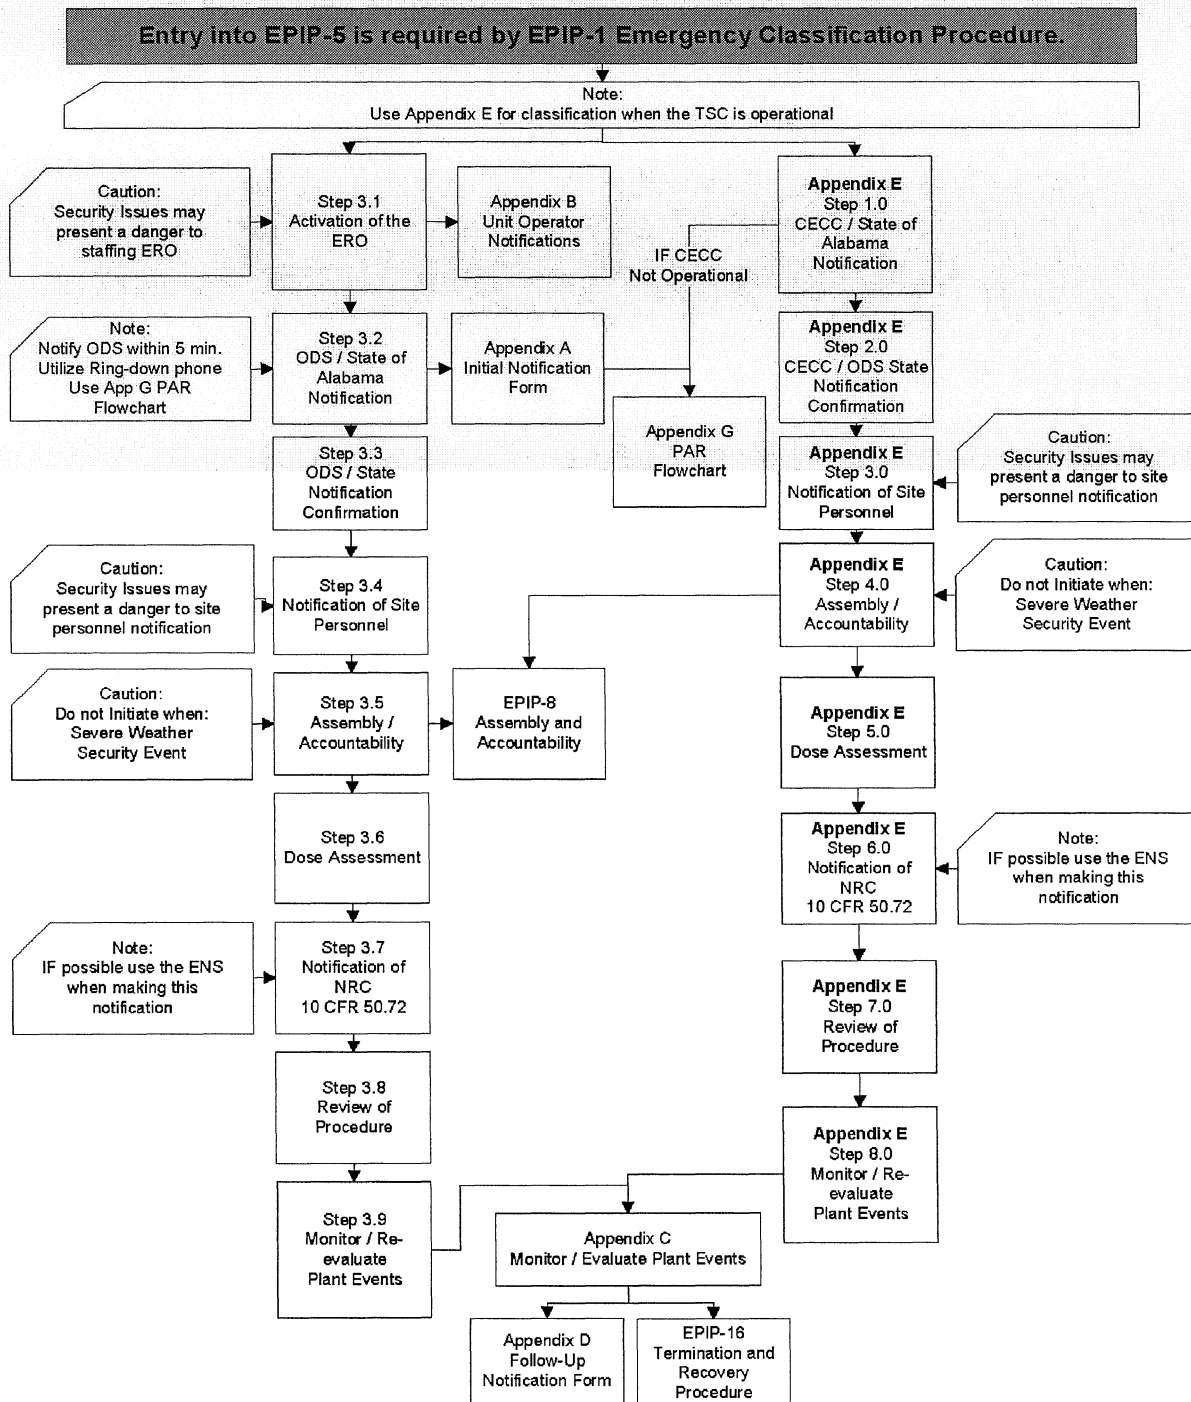 Entry into EPIP-5 is required by EPIP-1 Emergency Classification Procedure.
Note:
Use Appendix E for classification when the TSC is operational
Caution:
Security Issues may
present a danger to
staffing ERO
Step 3.1
Activation of the
ERO
Appendix B
Unit Operator
Notifications
IF CECC
Not Operational
Appendix E
Step 1.0
CECC / State of
Alabama
Notification
Note:
Notify ODS within 5 min.
Utilize Ring-down phone
Use App G PAR
Flowchart
Step 3.2
ODS / State of
Alabama
Notification
Appendix A
Initial Notification
Form
Appendix E
Step 2.0
CECC / ODS State
Notification
Confirmation
Appendix G
PAR
Flowchart
Step 3.3
ODS / State
Notification
Confirmation
Appendix E
Step 3.0
Notification of Site
Personnel
Caution:
Security Issues may
present a danger to site
personnel notification
Caution:
Security Issues may
present a danger to site
personnel notification
Step 3.4
Notification of Site
Personnel
Appendix E
Step 4.0
Assembly /
Accountability
Caution:
Do not Initiate when:
Severe Weather
Security Event
Caution:
Do not Initiate when:
Severe Weather
Security Event
Step 3.5
Assembly /
Accountability
EPIP-8
Assembly and
Accountability
Appendix E
Step 5.0
Dose Assessment
Step 3.6
Dose Assessment
Appendix E
Step 6.0
Notification of
NRC
10 CFR 50.72
Note:
IF possible use the ENS
when making this
notification
Note:
IF possible use the ENS
when making this
notification
Step 3.7
Notification of
NRC
10 CFR 50.72
Appendix E
Step 7.0
Review of
Procedure
Step 3.8
Review of
Procedure
Appendix E
Step 8.0
Monitor / Re-
evaluate
Plant Events
Step 3.9
Monitor / Re-
evaluate
Plant Events
Appendix C
Monitor / Evaluate Plant Events
Appendix D
Follow-Up
Notification Form
EPIP-16
Termination and
Recovery
Procedure